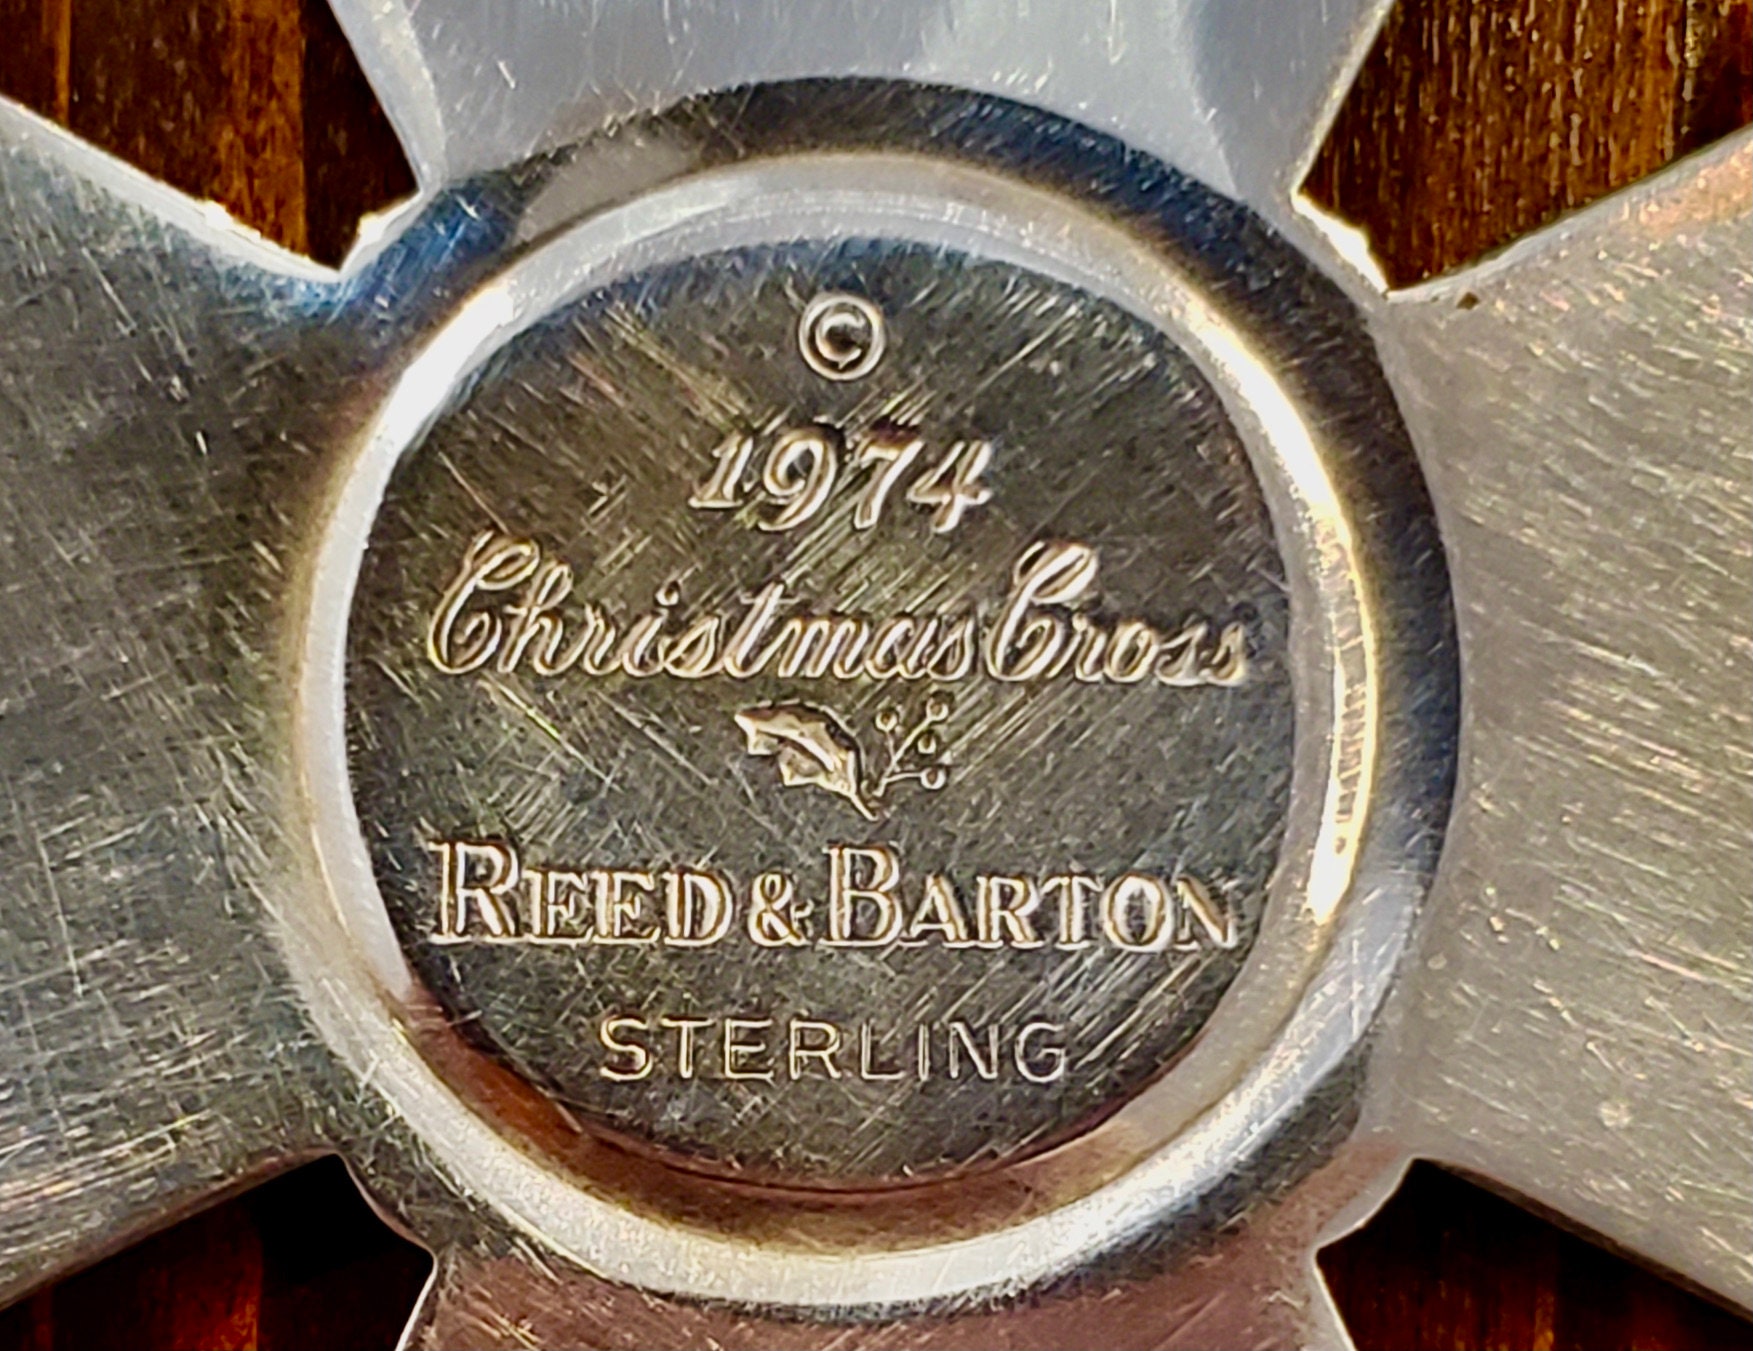 ©
1974
Christmas Cross
REED & BARTON
STERLING